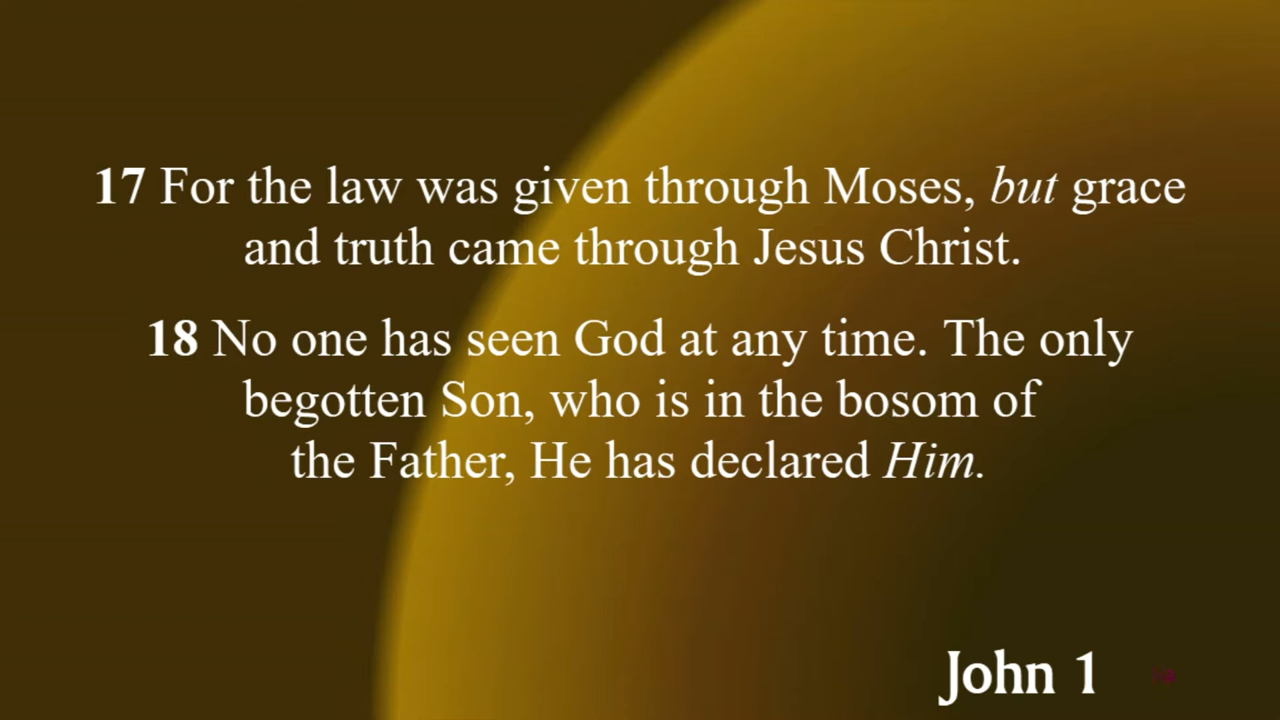 17 For the law was given through Moses, but grace
and truth came through Jesus Christ.
18 No one has seen God at any time. The only
begotten Son, who is in the bosom of
the Father, He has declared Him.
John 1